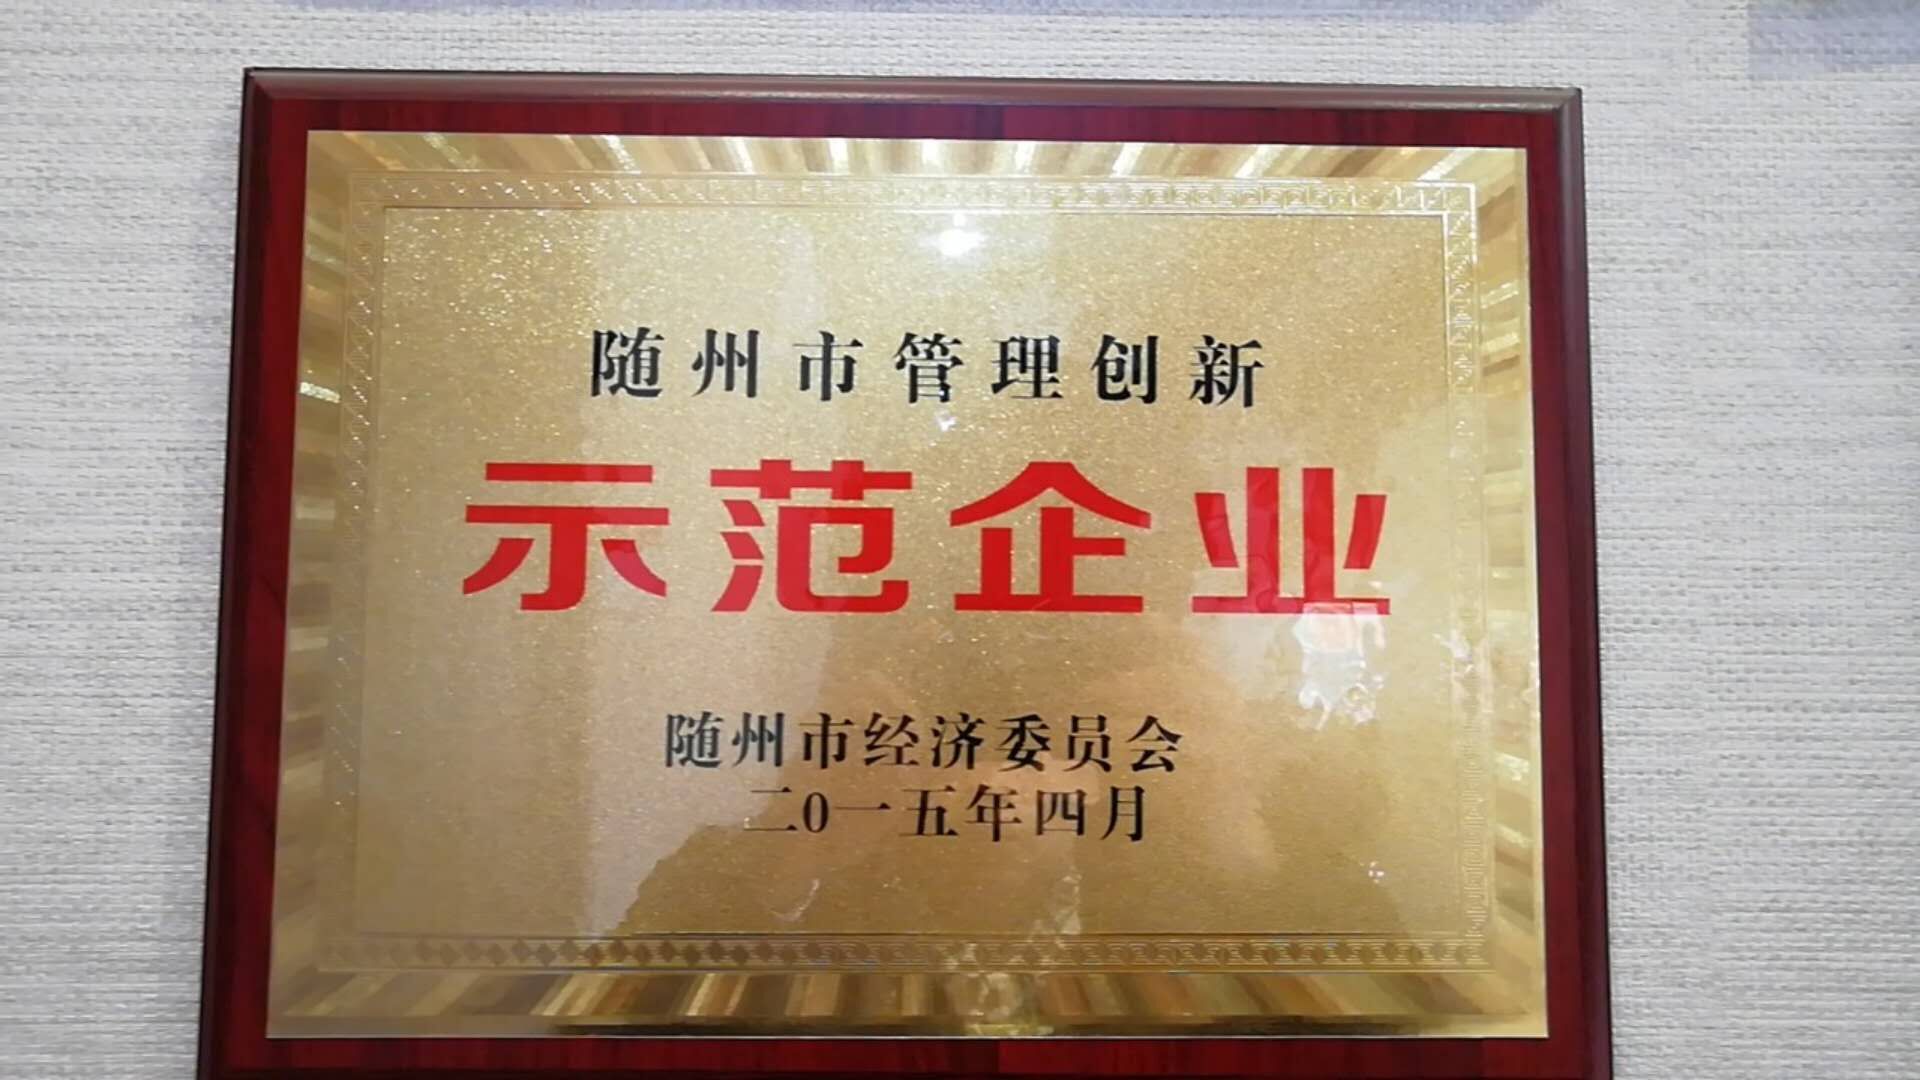 随州市管理创新
示范企业
随州市经济委员会
二0一五年四月